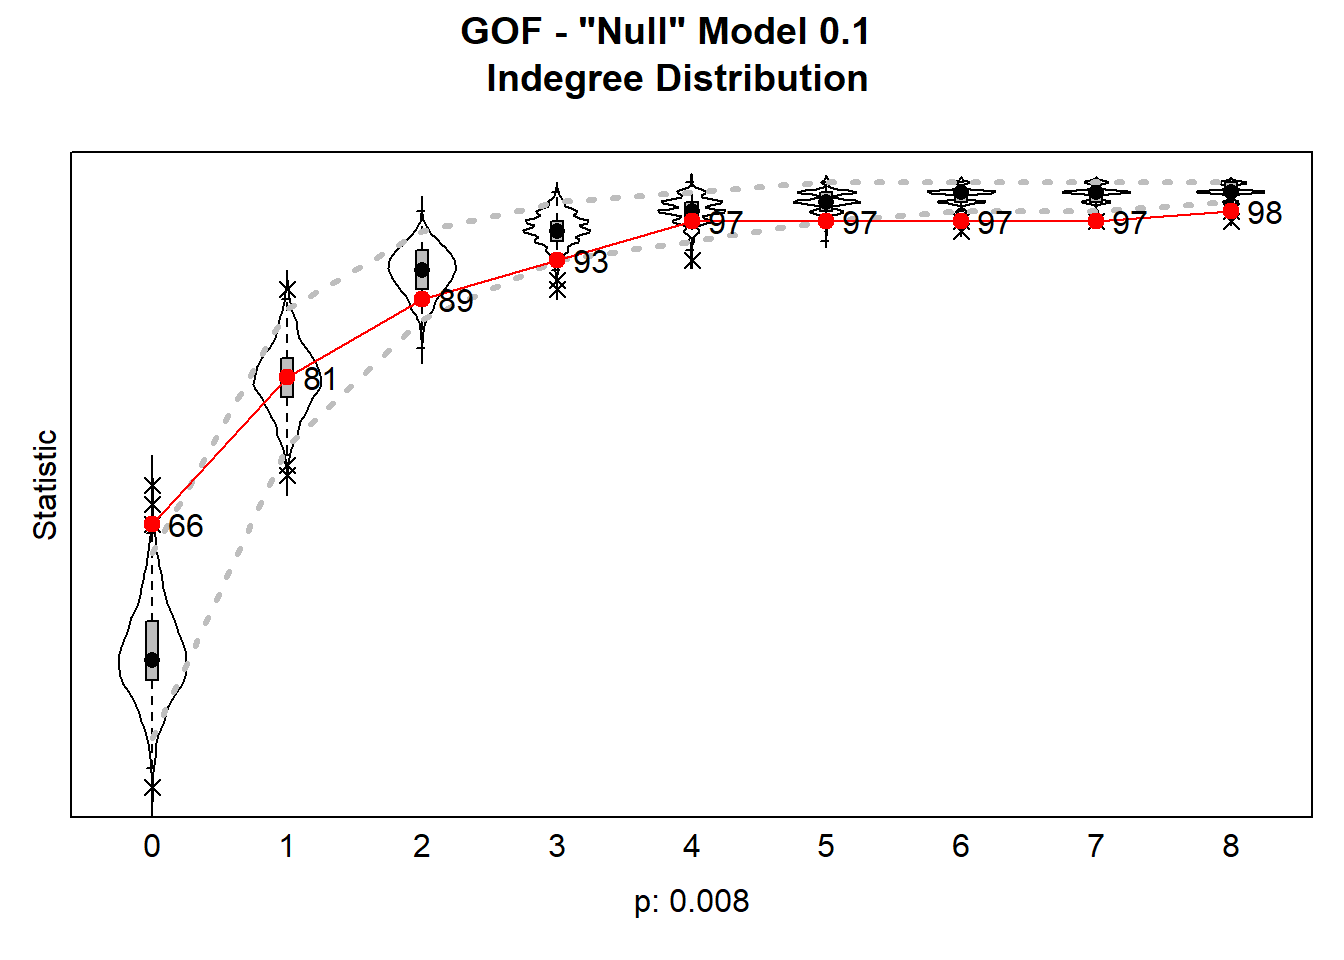 GOF - "Null" Model 0.1
Indegree Distribution
Statistic
66
81
89
93
97
97
97
97
98
0 1 2 3 4 5 6 7 8
p: 0.008